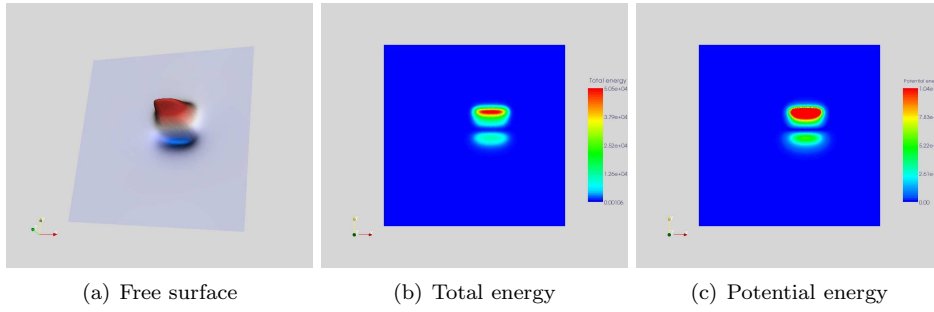 Total energy
5.05e+04
3.79e+04
2.52e+04
1.26e+04
0.00106
Potential energy
1.04e+
7.83e+
5.22e+
2.61e+
0.00
(a) Free surface
(b) Total energy
(c) Potential energy